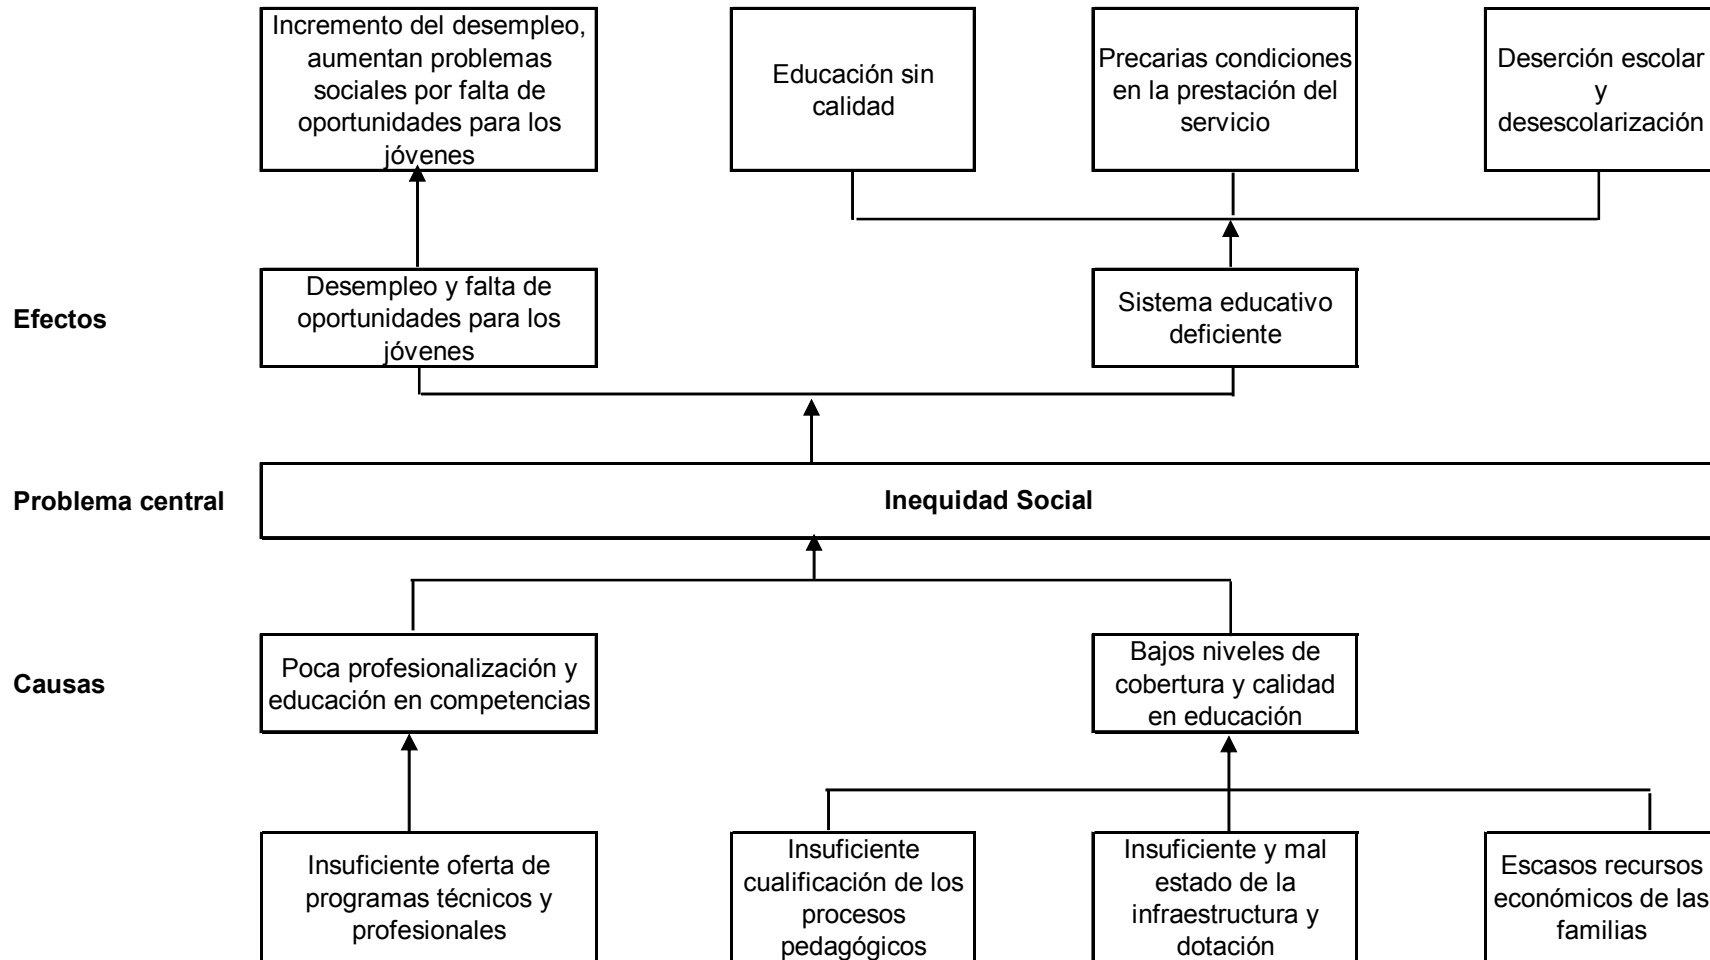 Incremento del desempleo,
aumentan problemas
sociales por falta de
oportunidades para los
jóvenes
Educación sin
calidad
Precarias condiciones
en la prestación del
servicio
Deserción escolar
y
desescolarización
Efectos
Desempleo y falta de
oportunidades para los
jóvenes
Sistema educativo
deficiente
Problema central
Inequidad Social
Causas
Poca profesionalización y
educación en competencias
Bajos niveles de
cobertura y calidad
en educación
Insuficiente oferta de
programas técnicos y
profesionales
Insuficiente
cualificación de los
procesos
pedagógicos
Insuficiente y mal
estado de la
infraestructura y
dotación
Escasos recursos
económicos de las
familias